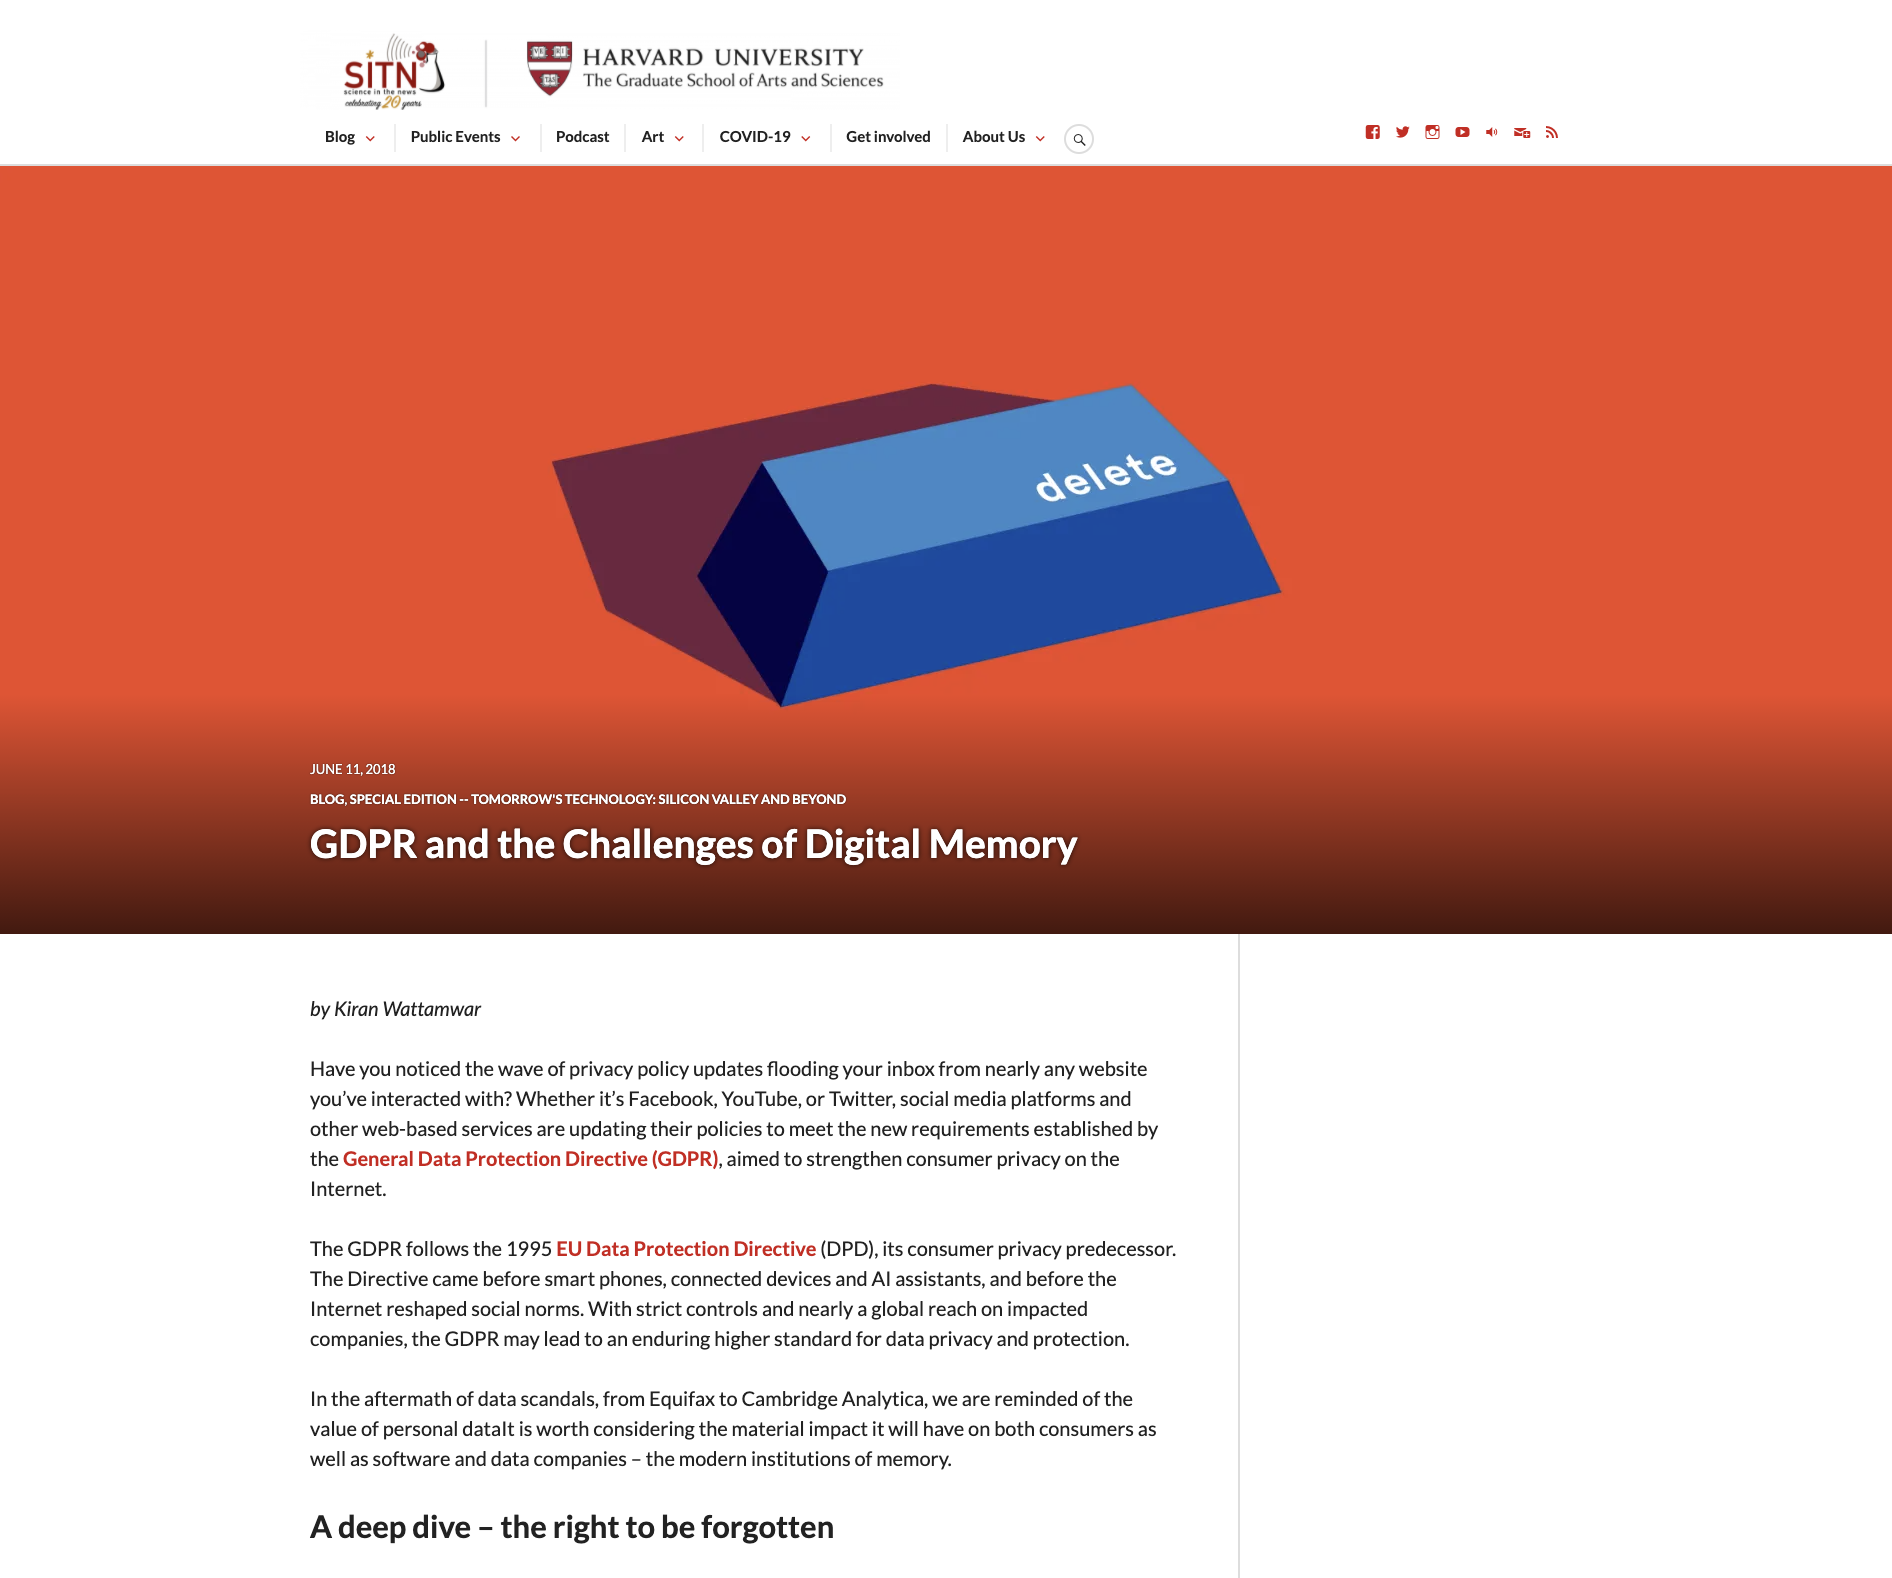 SITN
science in the news
celebrating 20 years
HARVARD UNIVERSITY
The Graduate School of Arts and Sciences
Blog
Public Events
Podcast
Art
COVID-19
Get involved
About Us
delete
JUNE 11, 2018
BLOG, SPECIAL EDITION -- TOMORROW'S TECHNOLOGY: SILICON VALLEY AND BEYOND
GDPR and the Challenges of Digital Memory
by Kiran Wattamwar
Have you noticed the wave of privacy policy updates flooding your inbox from nearly any website
you’ve interacted with? Whether it’s Facebook, YouTube, or Twitter, social media platforms and
other web-based services are updating their policies to meet the new requirements established by
the General Data Protection Directive (GDPR), aimed to strengthen consumer privacy on the
Internet.
The GDPR follows the 1995 EU Data Protection Directive (DPD), its consumer privacy predecessor.
The Directive came before smart phones, connected devices and AI assistants, and before the
Internet reshaped social norms. With strict controls and nearly a global reach on impacted
companies, the GDPR may lead to an enduring higher standard for data privacy and protection.
In the aftermath of data scandals, from Equifax to Cambridge Analytica, we are reminded of the
value of personal dataIt is worth considering the material impact it will have on both consumers as
well as software and data companies – the modern institutions of memory.
A deep dive – the right to be forgotten